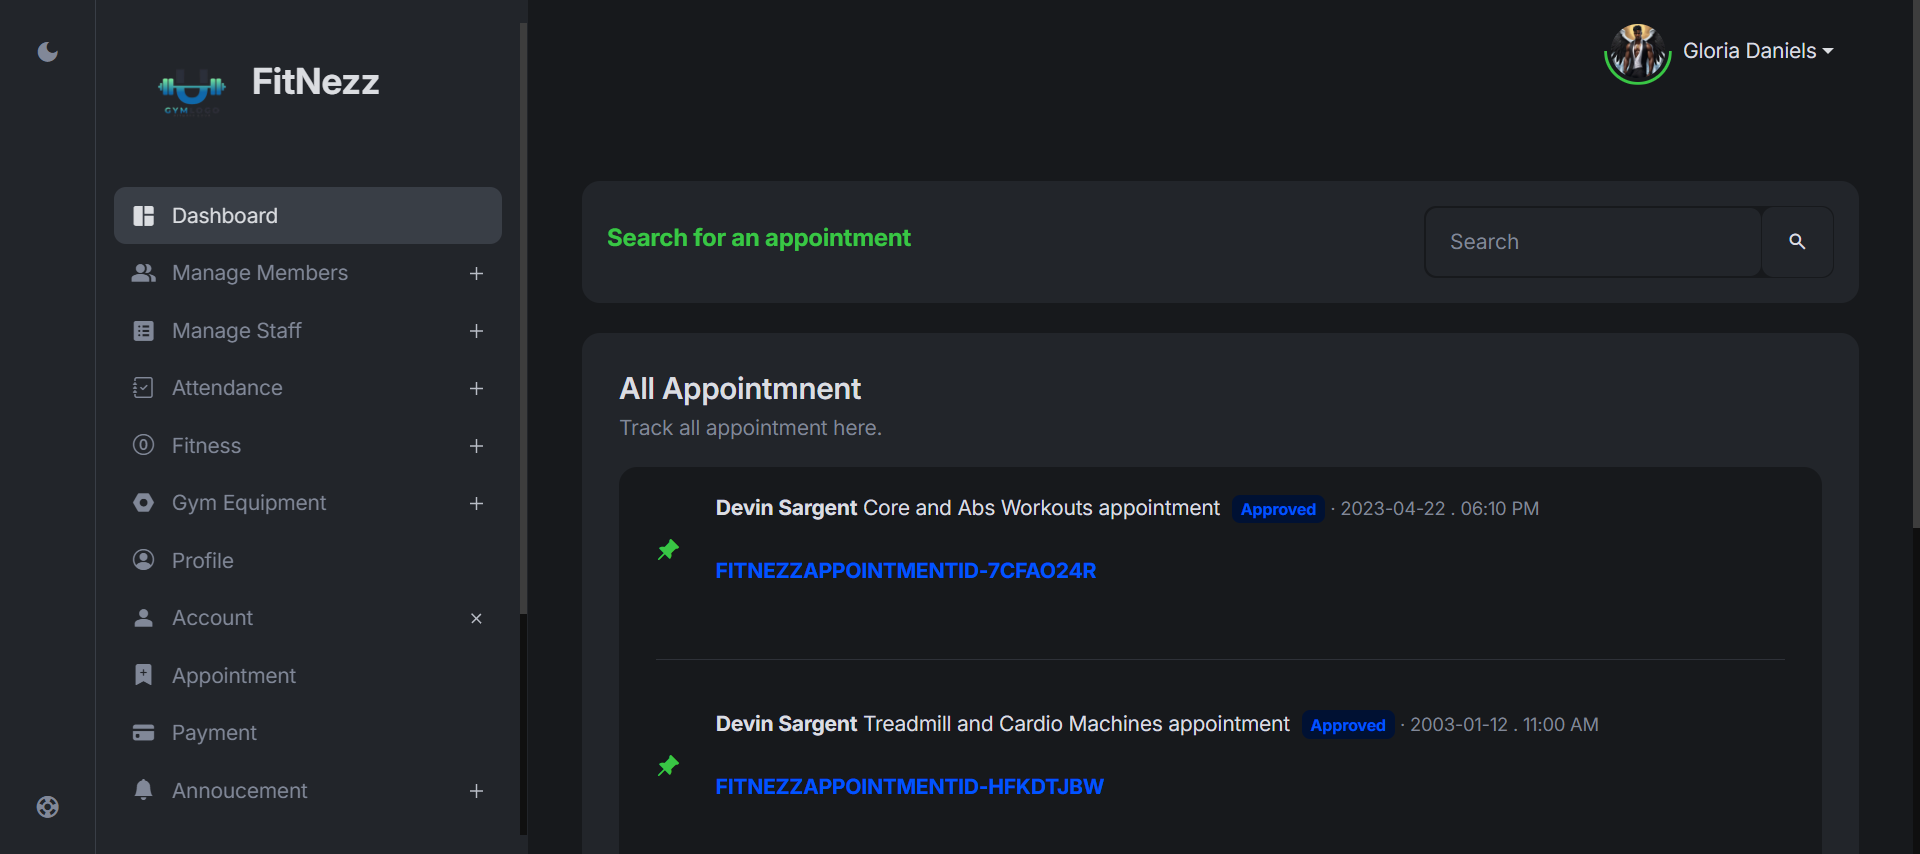 FitNezz
GYM LOGO
Gloria Daniels
Dashboard
Manage Members
Manage Staff
Attendance
Fitness
Gym Equipment
Profile
Account
Appointment
Payment
Annoucement
Search for an appointment
Search
All Appointmnent
Track all appointment here.
Devin Sargent Core and Abs Workouts appointment Approved · 2023-04-22 . 06:10 PM
FITNEZZAPPOINTMENTID-7CFAO24R
Devin Sargent Treadmill and Cardio Machines appointment Approved · 2003-01-12 . 11:00 AM
FITNEZZAPPOINTMENTID-HFKDTJBW